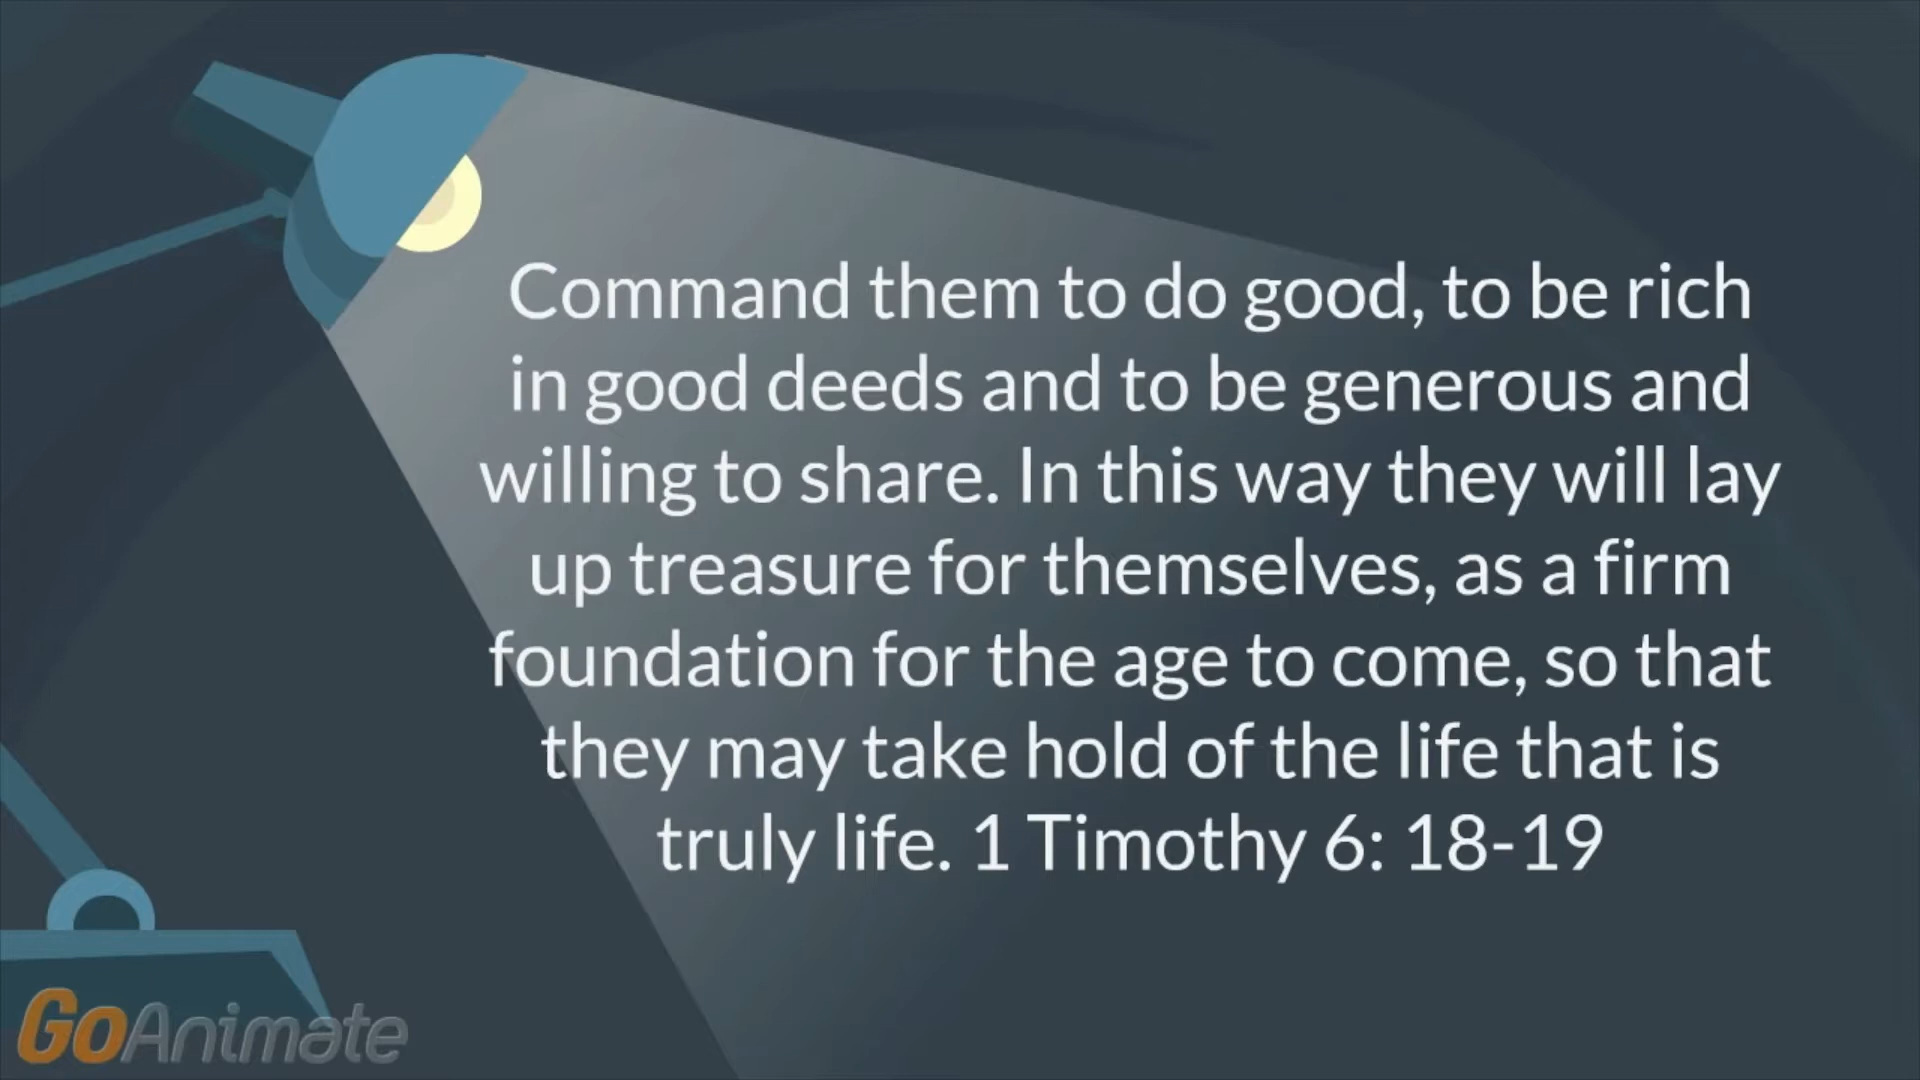 Command them to do good, to be rich
in good deeds and to be generous and
willing to share. In this way they will lay
up treasure for themselves, as a firm
foundation for the age to come, so that
they may take hold of the life that is
truly life. 1 Timothy 6: 18-19
GoAnimate